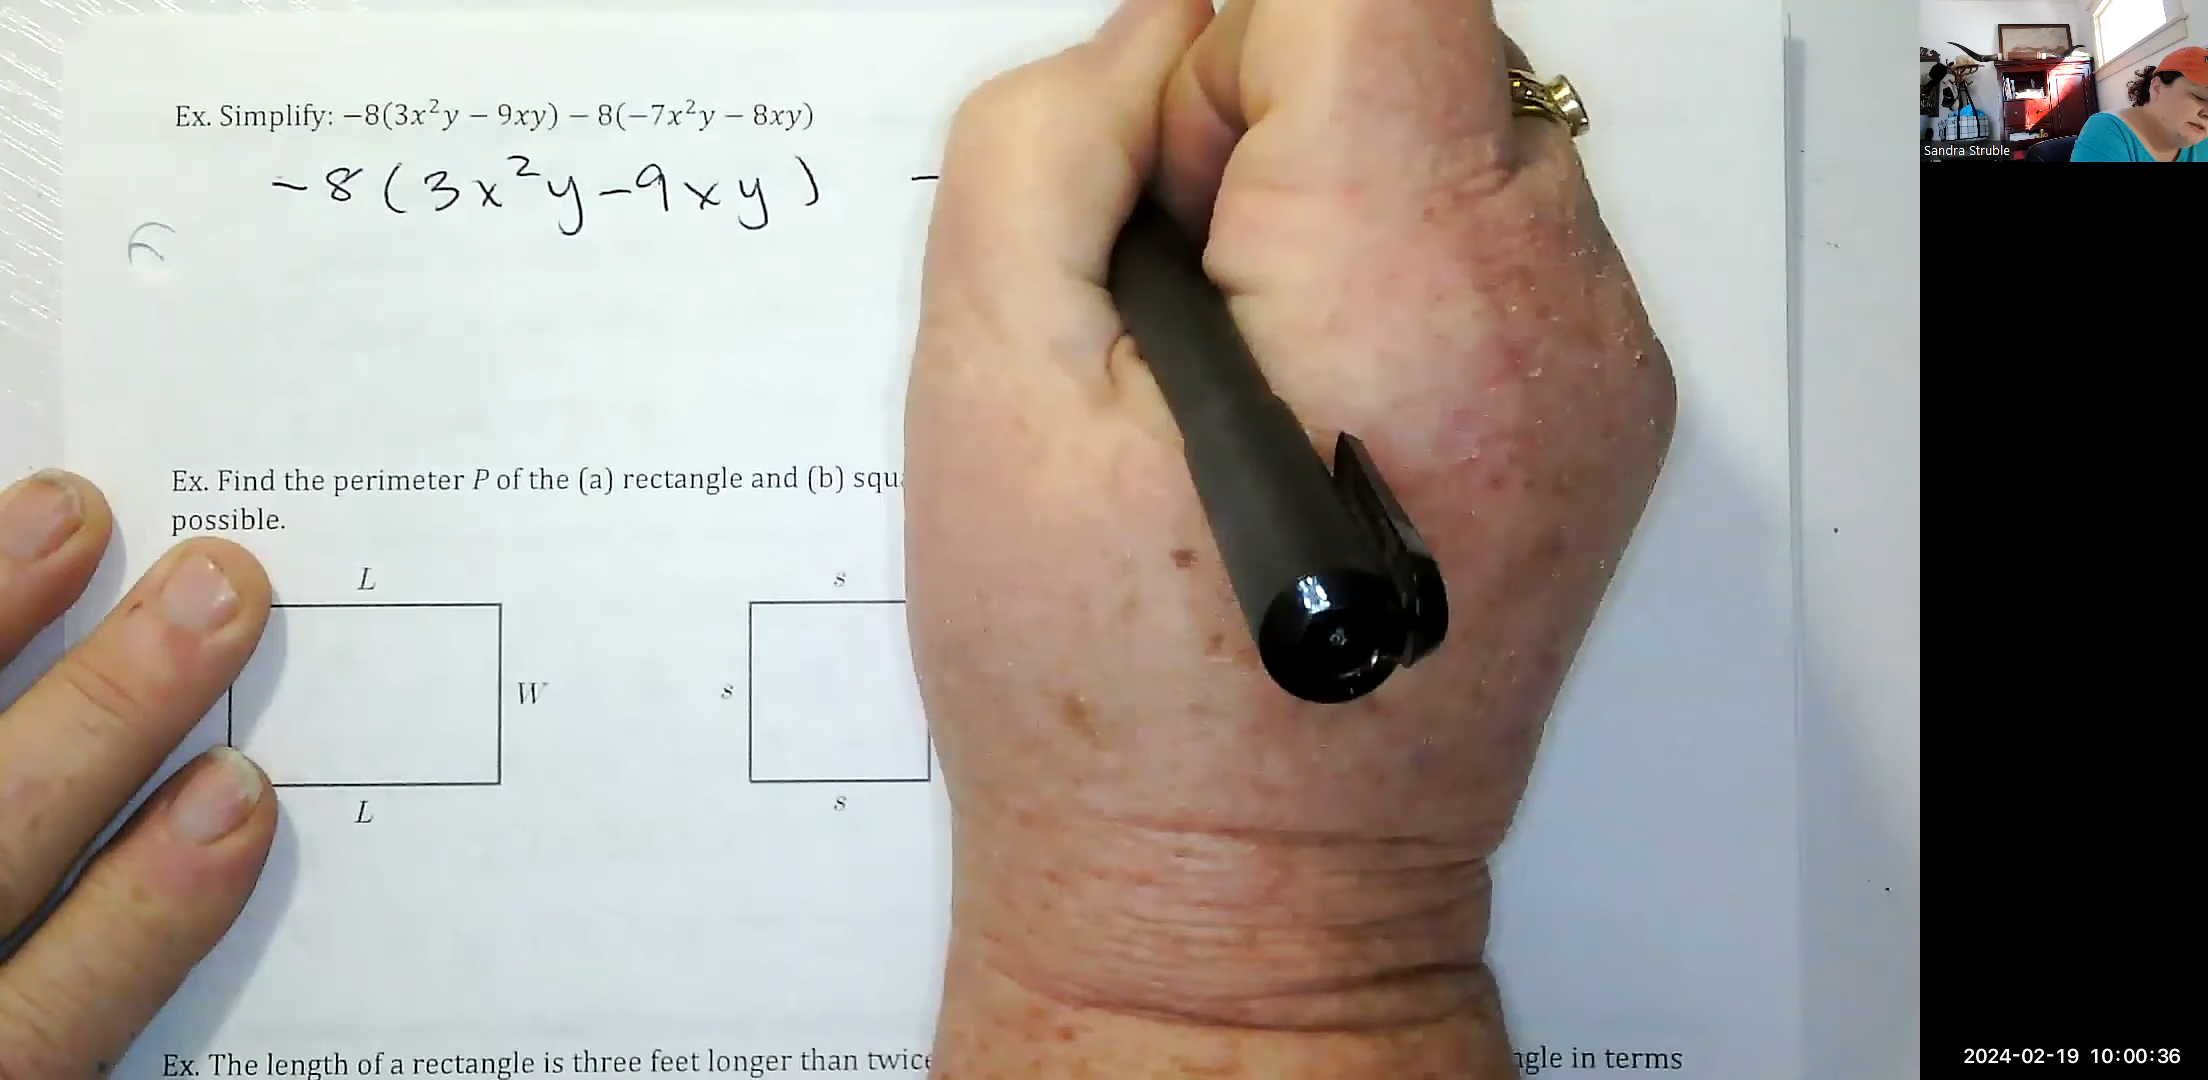 Ex. Simplify: −8(3x²y − 9xy) − 8(−7x²y − 8xy)
-8(3x²y-9xy) -
Ex. Find the perimeter P of the (a) rectangle and (b) squ
possible.
L
s
W
s
L
s
Ex. The length of a rectangle is three feet longer than twice
gle in terms
Sandra Struble
2024-02-19 10:00:36